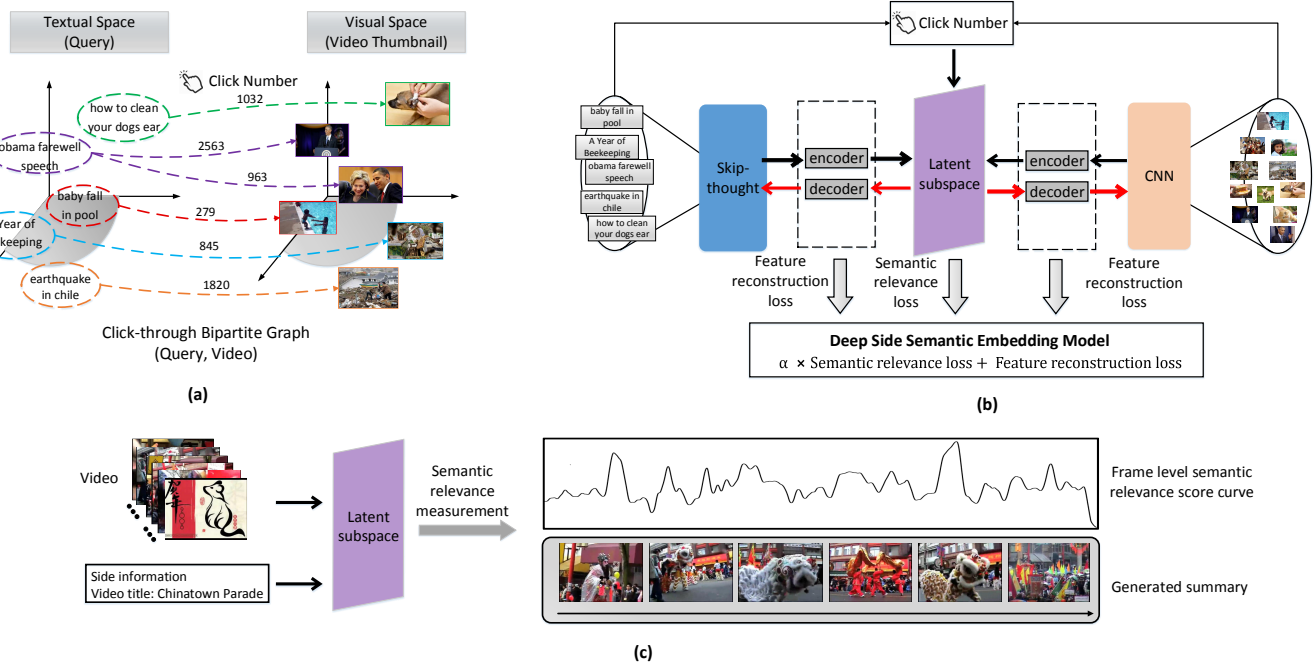 Textual Space
(Query)
Visual Space
(Video Thumbnail)
Click Number
how to clean
your dogs ear
1032
obama farewell
speech
2563
963
baby fall
in pool
279
Year of
ekeeping
845
earthquake
in chile
1820
Click-through Bipartite Graph
(Query, Video)
(a)
Click Number
baby fall in
pool
A Year of
Beekeeping
obama farewell
speech
earthquake in
chile
how to clean
your dogs ear
Skip-
thought
encoder
decoder
Latent
subspace
encoder
decoder
CNN
Feature
reconstruction
loss
Semantic
relevance
loss
Feature
reconstruction
loss
Deep Side Semantic Embedding Model
α × Semantic relevance loss + Feature reconstruction loss
(b)
Video
Side information
Video title: Chinatown Parade
Latent
subspace
Semantic
relevance
measurement
Frame level semantic
relevance score curve
Generated summary
(c)